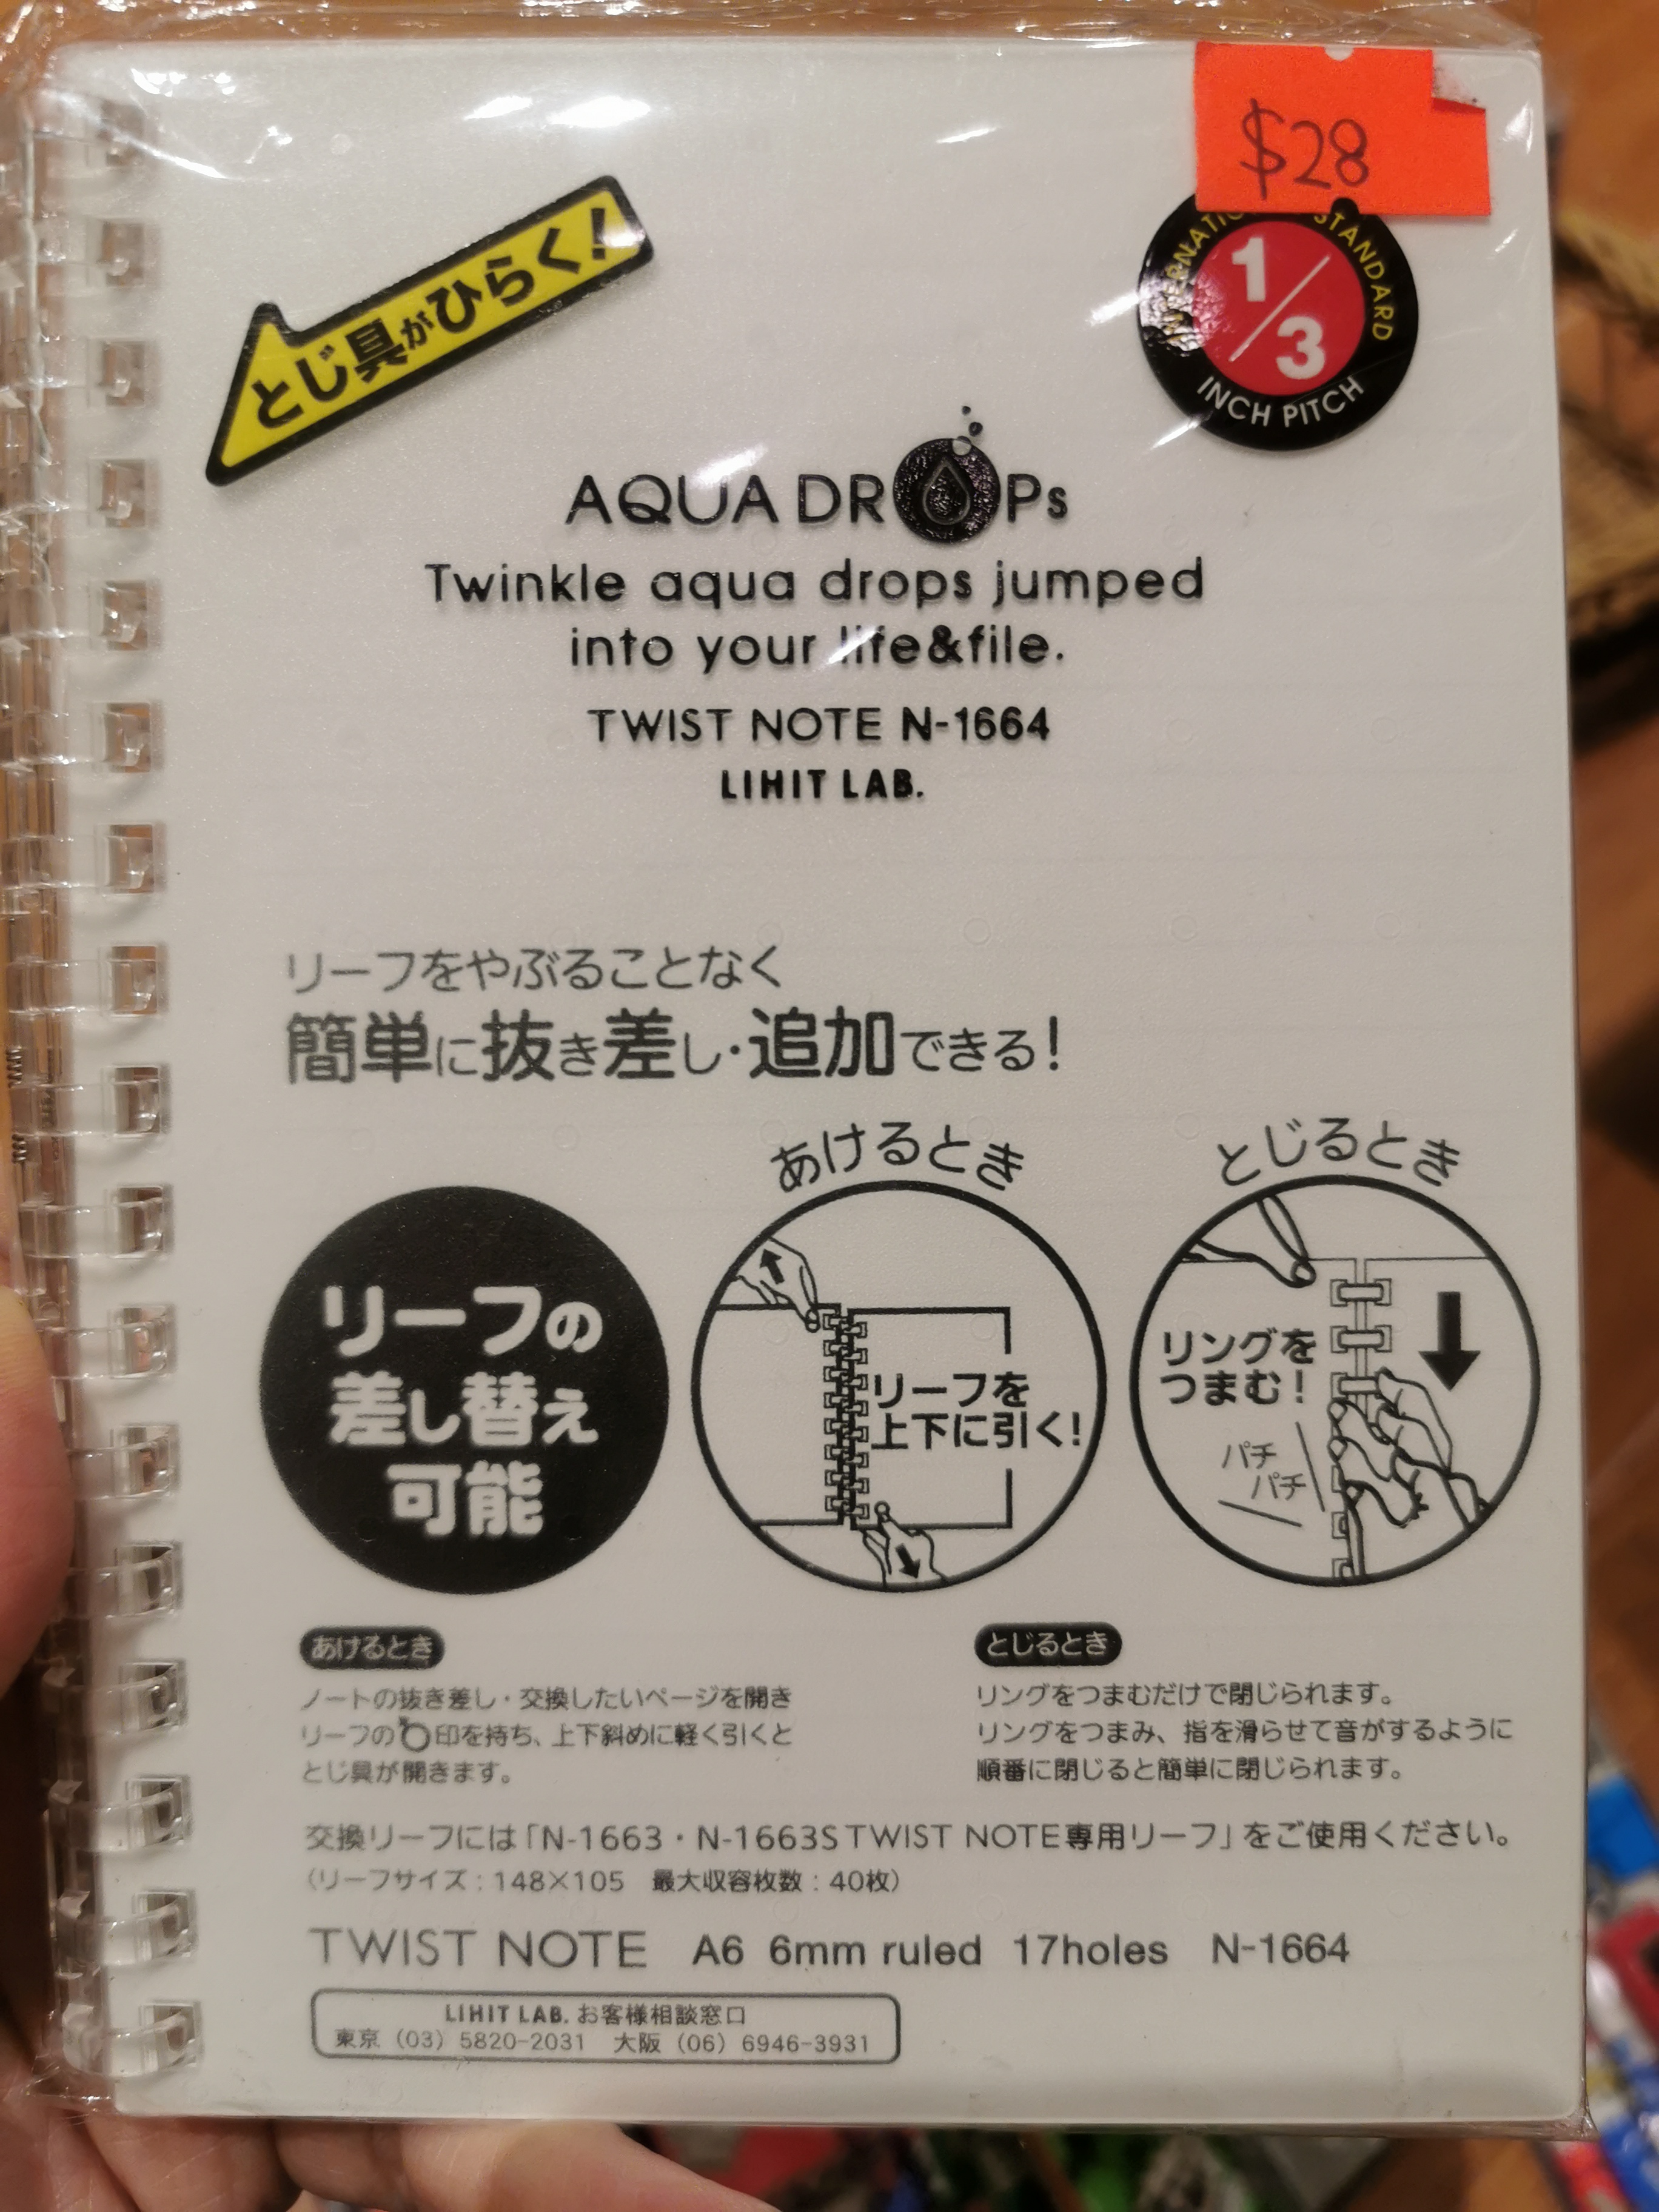 $28
とじ具がひらく!
STANDARD
1/3
INCH PITCH
AQUA DROPs
Twinkle aqua drops jumped
into your life&file.
TWIST NOTE N-1664
LIHIT LAB.
リーフをやぶることなく
簡単に抜き差し・追加できる!
リーフの
差し替え
可能
あけるとき
リーフを
上下に引く!
とじるとき
リングを
つまむ!
パチ
パチ
あけるとき
ノートの抜き差し・交換したいページを開き
リーフの○印を持ち、上下斜めに軽く引くと
とじ具が開きます。
とじるとき
リングをつまむだけで閉じられます。
リングをつまみ、指を滑らせて音がするように
順番に閉じると簡単に閉じられます。
交換リーフには「N-1663・N-1663S TWIST NOTE専用リーフ」をご使用ください。
(リーフサイズ:148×105 最大収容枚数:40枚)
TWIST NOTE A6 6mm ruled 17holes N-1664
LIHIT LAB. お客様相談窓口
東京 (03) 5820-2031 大阪 (06) 6946-3931